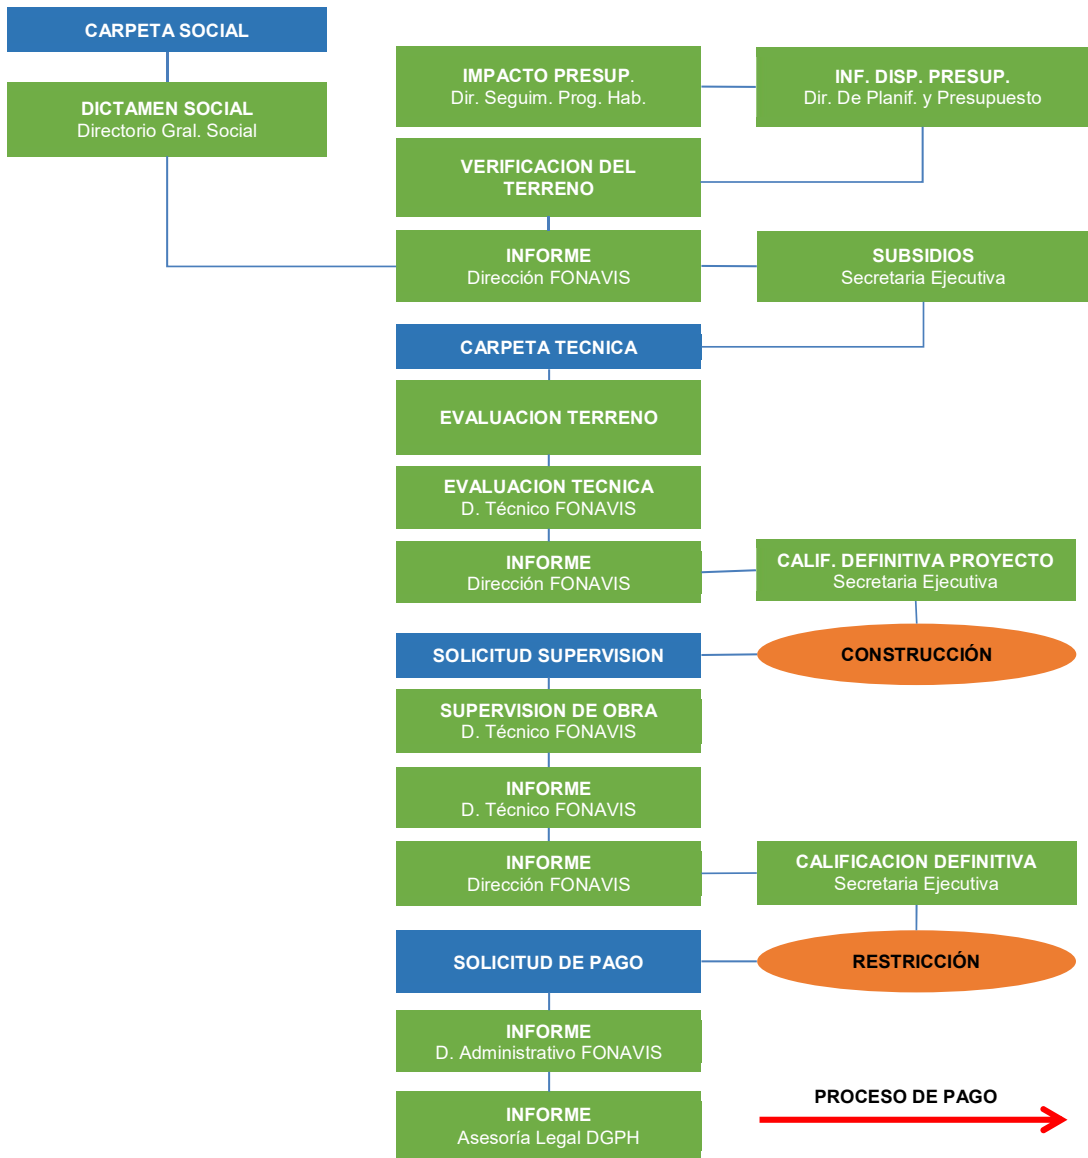 CARPETA SOCIAL
DICTAMEN SOCIAL
Directorio Gral. Social
IMPACTO PRESUP.
Dir. Seguim. Prog. Hab.
INF. DISP. PRESUP.
Dir. De Planif. y Presupuesto
VERIFICACION DEL
TERRENO
INFORME
Dirección FONAVIS
SUBSIDIOS
Secretaria Ejecutiva
CARPETA TECNICA
EVALUACION TERRENO
EVALUACION TECNICA
D. Técnico FONAVIS
INFORME
Dirección FONAVIS
CALIF. DEFINITIVA PROYECTO
Secretaria Ejecutiva
SOLICITUD SUPERVISION
CONSTRUCCIÓN
SUPERVISION DE OBRA
D. Técnico FONAVIS
INFORME
D. Técnico FONAVIS
INFORME
Dirección FONAVIS
CALIFICACION DEFINITIVA
Secretaria Ejecutiva
SOLICITUD DE PAGO
RESTRICCIÓN
INFORME
D. Administrativo FONAVIS
INFORME
Asesoría Legal DGPH
PROCESO DE PAGO